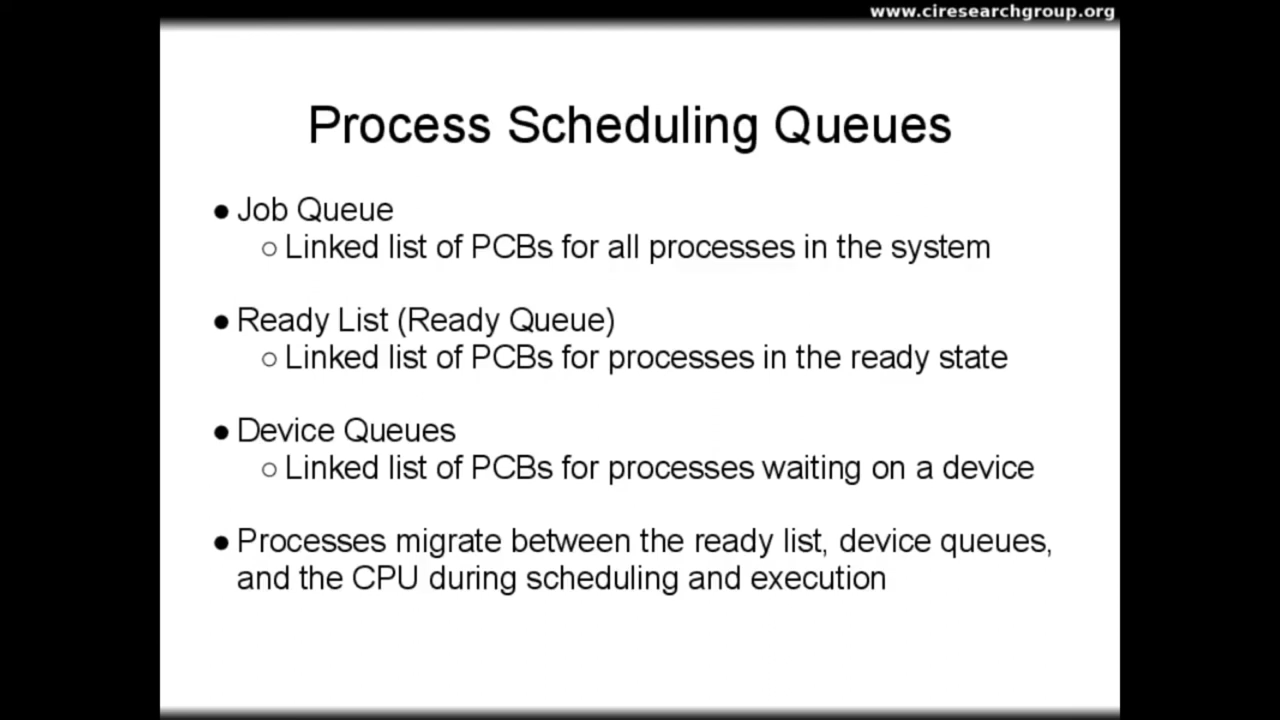 www.ciresearchgroup.org
Process Scheduling Queues
● Job Queue
○ Linked list of PCBs for all processes in the system
● Ready List (Ready Queue)
○ Linked list of PCBs for processes in the ready state
● Device Queues
○ Linked list of PCBs for processes waiting on a device
● Processes migrate between the ready list, device queues,
and the CPU during scheduling and execution